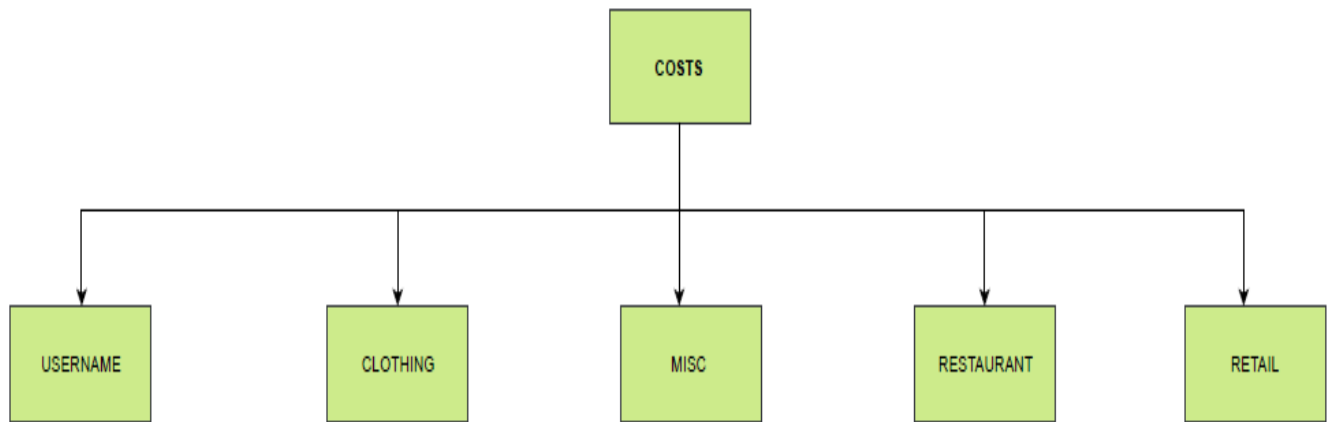 COSTS
USERNAME
CLOTHING
MISC
RESTAURANT
RETAIL